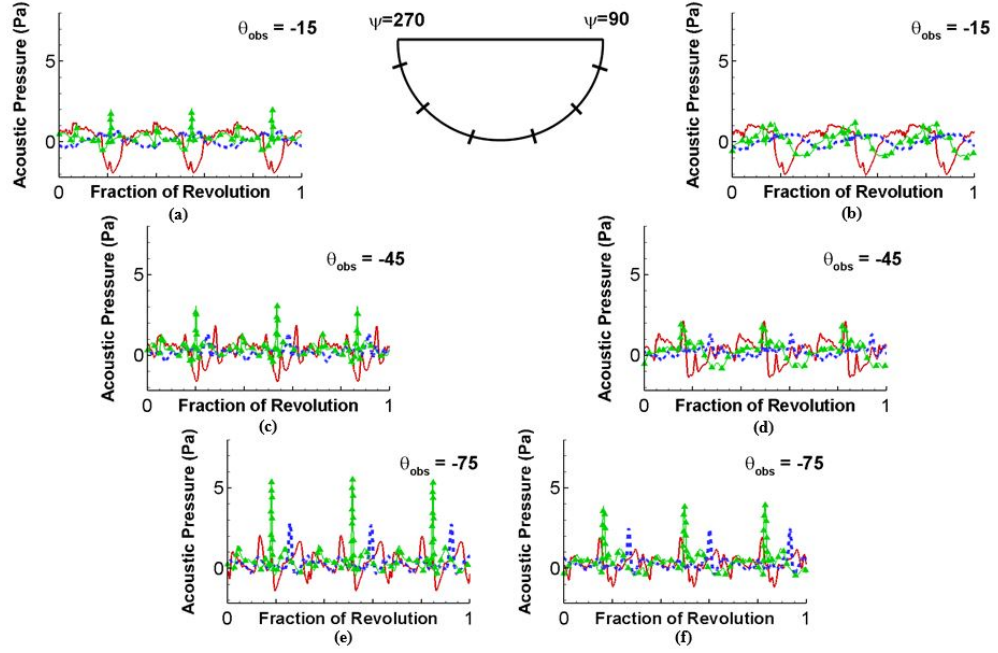 ψ=270
ψ=90
θobs = -15
Acoustic Pressure (Pa)
5
0
0
Fraction of Revolution
1
(a)
θobs = -15
Acoustic Pressure (Pa)
5
0
0
Fraction of Revolution
1
(b)
θobs = -45
Acoustic Pressure (Pa)
5
0
0
Fraction of Revolution
1
(c)
θobs = -45
Acoustic Pressure (Pa)
5
0
0
Fraction of Revolution
1
(d)
θobs = -75
Acoustic Pressure (Pa)
5
0
0
Fraction of Revolution
1
(e)
θobs = -75
Acoustic Pressure (Pa)
5
0
0
Fraction of Revolution
1
(f)